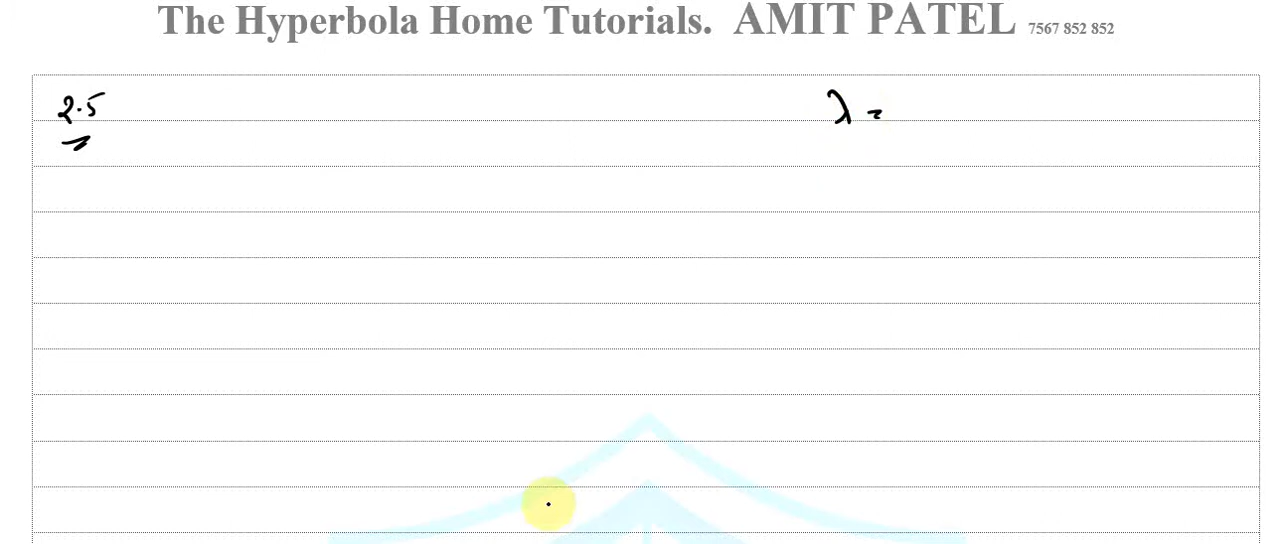 The Hyperbola Home Tutorials. AMIT PATEL 7567 852 852
2.5
λ =